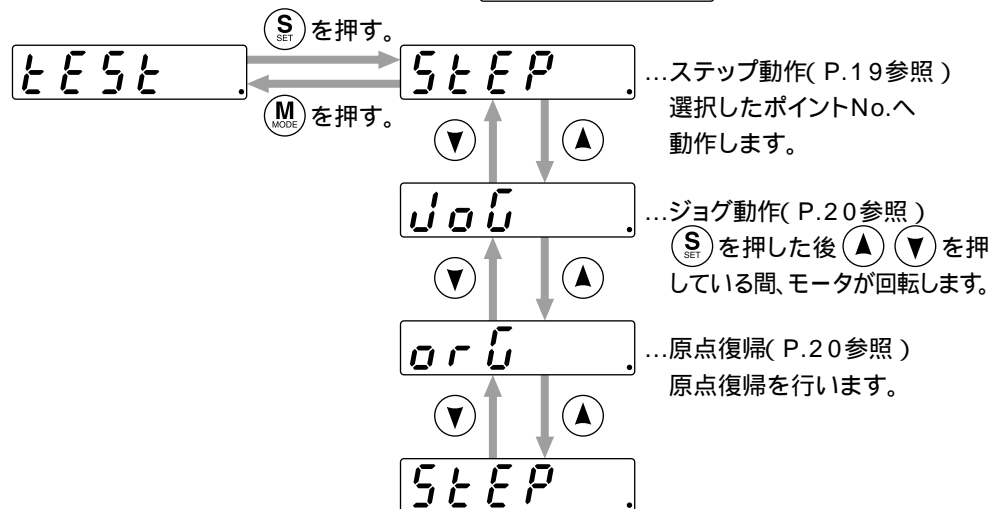 S SET を押す。
tESt. StEP. …ステップ動作( P.19参照 )
M MODE を押す。 選択したポイントNo.へ
▼ ▲ 動作します。
JoG. …ジョグ動作( P.20参照 )
S SET を押した後 ▲ ▼ を押
▼ ▲ している間、モータが回転します。
orG. …原点復帰( P.20参照 )
原点復帰を行います。
▼ ▲
StEP.